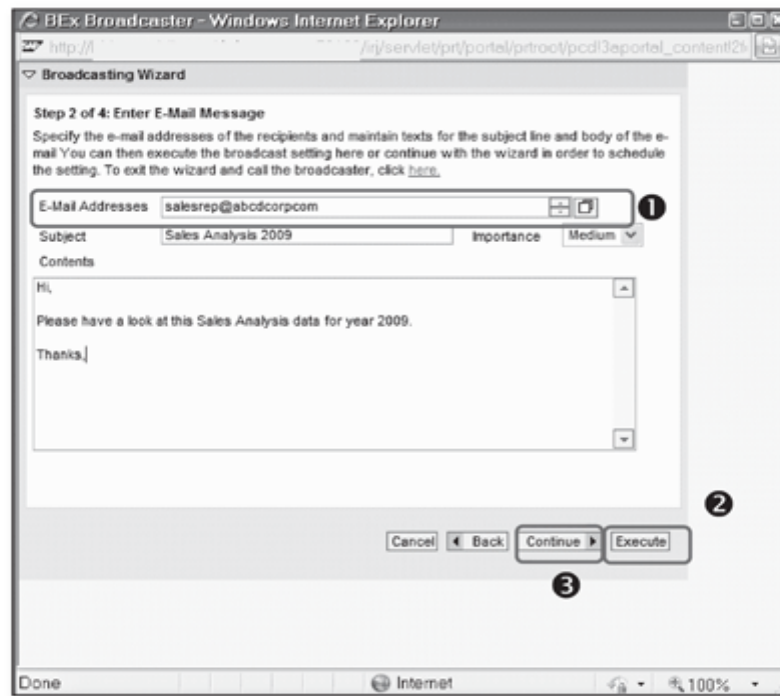 BEx Broadcaster - Windows Internet Explorer
http://l /irj/servlet/prt/portal/prtroot/pcd!3aportal_content!2f
Broadcasting Wizard
Step 2 of 4: Enter E-Mail Message
Specify the e-mail addresses of the recipients and maintain texts for the subject line and body of the e-
mail You can then execute the broadcast setting here or continue with the wizard in order to schedule
the setting. To exit the wizard and call the broadcaster, click here.
E-Mail Addresses salesrep@abcdcorpcom ❶
Subject Sales Analysis 2009 Importance Medium
Contents
Hi,
Please have a look at this Sales Analysis data for year 2009.
Thanks,
❷
Cancel Back Continue Execute
❸
Done Internet 100%